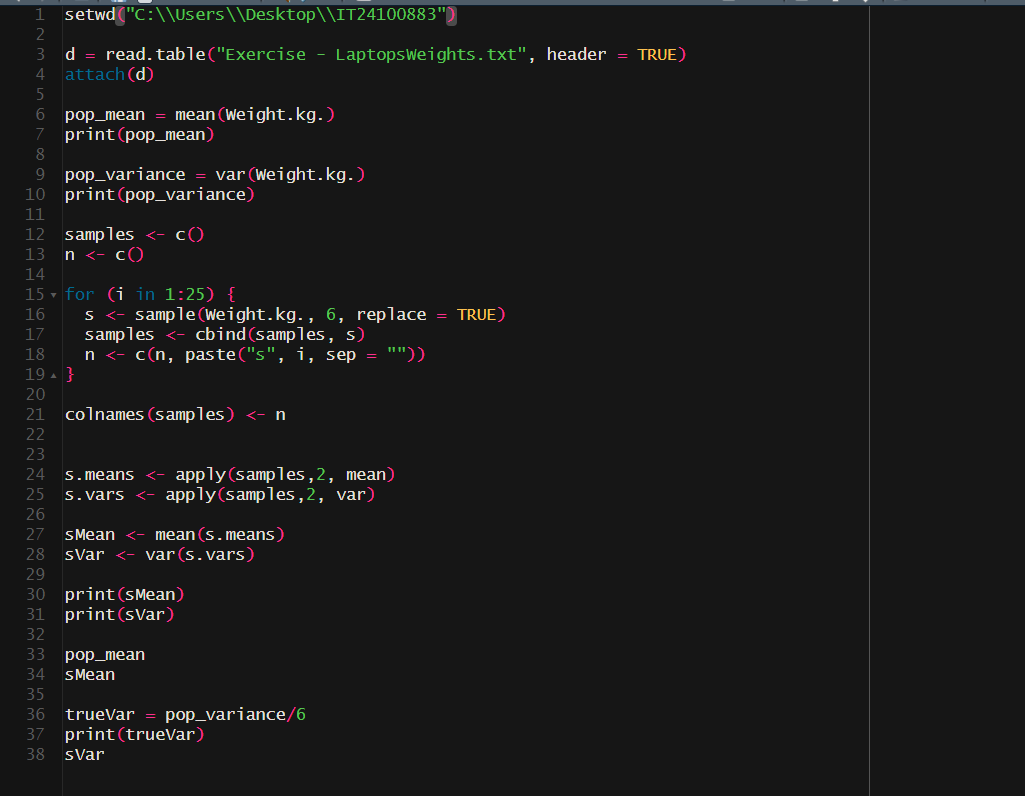 1 setwd("C:\\Users\\Desktop\\IT24100883")
2
3 d = read.table("Exercise - LaptopsWeights.txt", header = TRUE)
4 attach(d)
5
6 pop_mean = mean(Weight.kg.)
7 print(pop_mean)
8
9 pop_variance = var(Weight.kg.)
10 print(pop_variance)
11
12 samples <- c()
13 n <- c()
14
15 for (i in 1:25) {
16 s <- sample(Weight.kg., 6, replace = TRUE)
17 samples <- cbind(samples, s)
18 n <- c(n, paste("s", i, sep = ""))
19 }
20
21 colnames(samples) <- n
22
23
24 s.means <- apply(samples,2, mean)
25 s.vars <- apply(samples,2, var)
26
27 sMean <- mean(s.means)
28 sVar <- var(s.vars)
29
30 print(sMean)
31 print(sVar)
32
33 pop_mean
34 sMean
35
36 trueVar = pop_variance/6
37 print(trueVar)
38 sVar